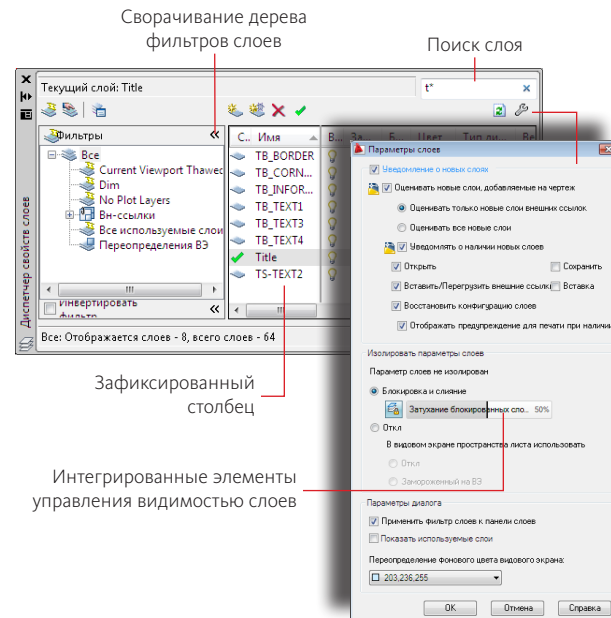 Сворачивание дерева
фильтров слоев
Поиск слоя
Текущий слой: Title
t*
Фильтры
Все
Current Viewport Thawed
Dim
No Plot Layers
Вн-ссылки
Все используемые слои
Переопределения ВЭ
Инвертировать
фильтр
С.. Имя В... За... Б... Цвет Тип ли... Ве
TB_BORDER
TB_CORN...
TB_INFOR...
TB_TEXT1
TB_TEXT3
TB_TEXT4
Title
TS-TEXT2
Все: Отображается слоев - 8, всего слоев - 64
Диспетчер свойств слоев
Параметры слоев
Уведомление о новых слоях
Оценивать новые слои, добавляемые на чертеж
Оценивать только новые слои внешних ссылок
Оценивать все новые слои
Уведомлять о наличии новых слоев
Открыть Сохранить
Вставить/Перегрузить внешние ссылки Вставка
Восстановить конфигурацию слоев
Отображать предупреждение для печати при наличии
Изолировать параметры слоев
Параметр слоев не изолирован
Блокировка и слияние
Затухание блокированных сло... 50%
Откл
В видовом экране пространства листа использовать
Откл
Замороженный на ВЭ
Параметры диалога
Применить фильтр слоев к панели слоев
Показать используемые слои
Переопределение фонового цвета видового экрана:
203,236,255
OK Отмена Справка
Зафиксированный
столбец
Интегрированные элементы
управления видимостью слоев